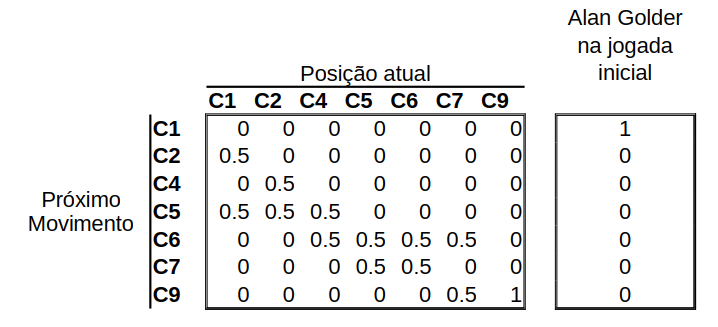 Alan Golder
na jogada
inicial
Posição atual
C1 C2 C4 C5 C6 C7 C9
C1 0 0 0 0 0 0 0 1
C2 0.5 0 0 0 0 0 0 0
C4 0 0.5 0 0 0 0 0 0
C5 0.5 0.5 0.5 0 0 0 0 0
Próximo
Movimento
C6 0 0 0.5 0.5 0.5 0.5 0 0
C7 0 0 0 0.5 0.5 0 0 0
C9 0 0 0 0 0 0.5 1 0